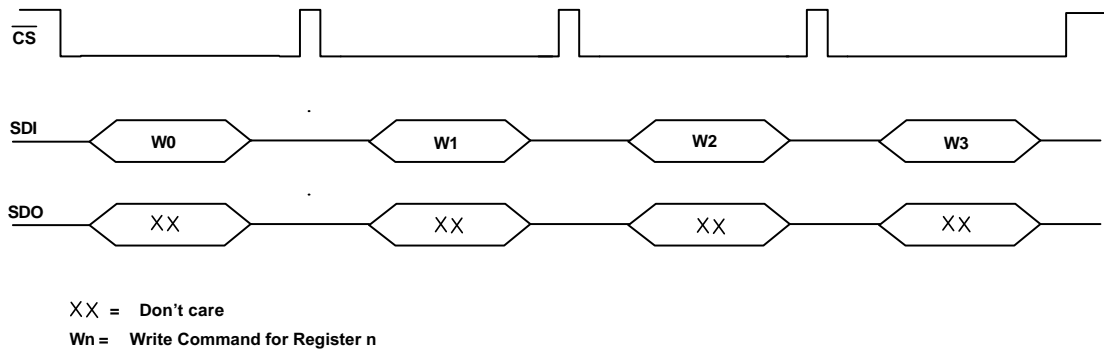 CS
SDI W0 W1 W2 W3
SDO XX XX XX XX
XX = Don't care
Wn = Write Command for Register n